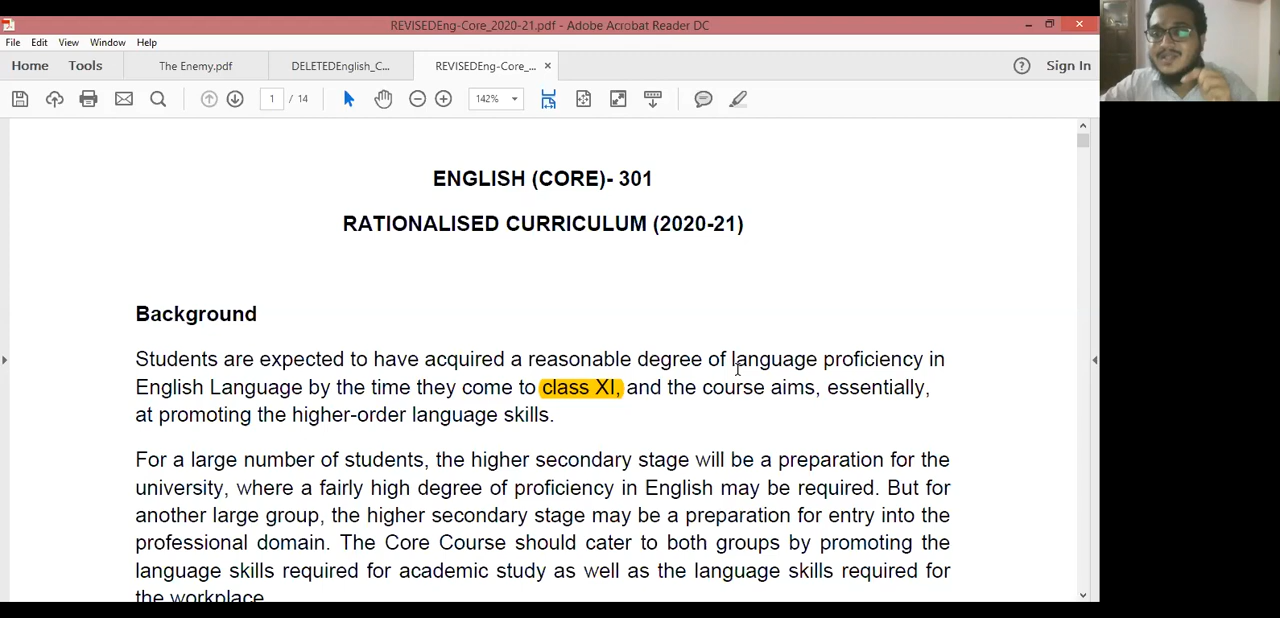 REVISEDEng-Core_2020-21.pdf - Adobe Acrobat Reader DC
File Edit View Window Help
Home Tools The Enemy.pdf DELETEDEnglish_C... REVISEDEng-Core_... × Sign In
1 / 14 142%
ENGLISH (CORE)- 301
RATIONALISED CURRICULUM (2020-21)
Background
Students are expected to have acquired a reasonable degree of language proficiency in
English Language by the time they come to class XI, and the course aims, essentially,
at promoting the higher-order language skills.
For a large number of students, the higher secondary stage will be a preparation for the
university, where a fairly high degree of proficiency in English may be required. But for
another large group, the higher secondary stage may be a preparation for entry into the
professional domain. The Core Course should cater to both groups by promoting the
language skills required for academic study as well as the language skills required for
the workplace